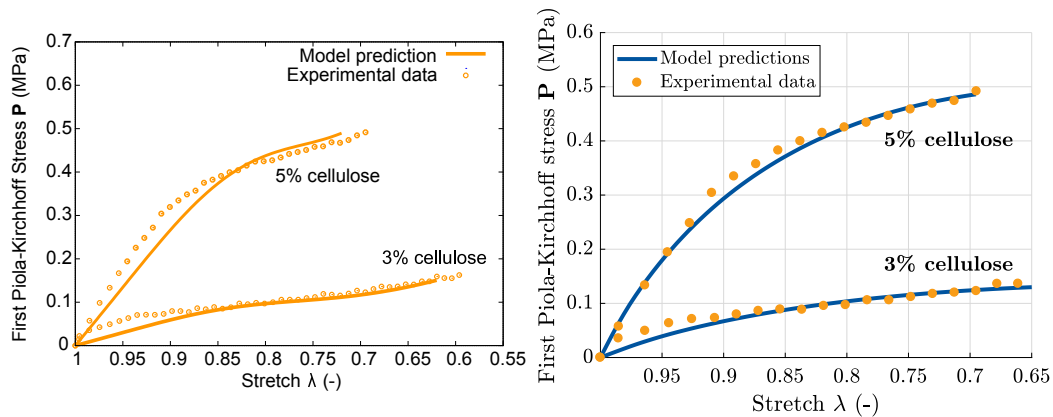 First Piola-Kirchhoff Stress P (MPa)
0.7
0.6
0.5
0.4
0.3
0.2
0.1
0
Model prediction
Experimental data
5% cellulose
3% cellulose
1 0.95 0.9 0.85 0.8 0.75 0.7 0.65 0.6 0.55
Stretch λ (-)
First Piola-Kirchhoff stress P (MPa)
0.6
0.5
0.4
0.3
0.2
0.1
0
Model predictions
Experimental data
5% cellulose
3% cellulose
0.95 0.9 0.85 0.8 0.75 0.7 0.65
Stretch λ (-)